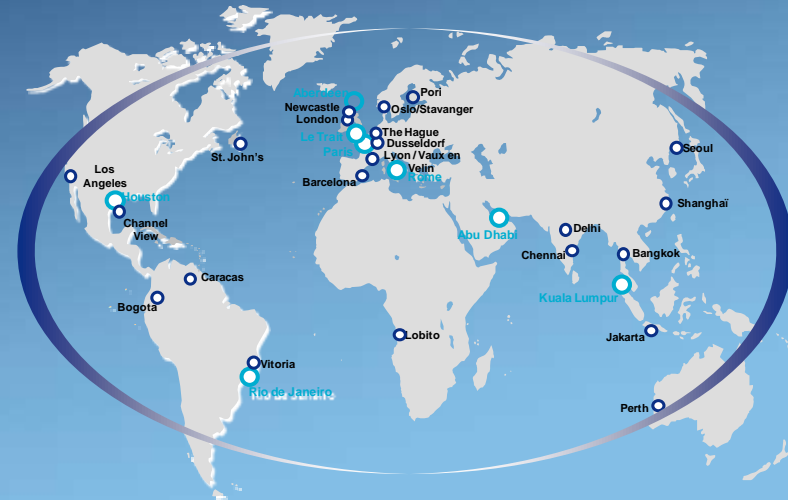 Aberdeen
Pori
Newcastle
Oslo/Stavanger
London
Le Trait
The Hague
Dusseldorf
Paris
Lyon/Vaux en
Velin
St. John's
Los
Angeles
Barcelona
Rome
Seoul
Houston
Shanghaï
Channel
View
Abu Dhabi
Delhi
Chennai
Bangkok
Caracas
Kuala Lumpur
Bogota
Lobito
Jakarta
Vitoria
Rio de Janeiro
Perth